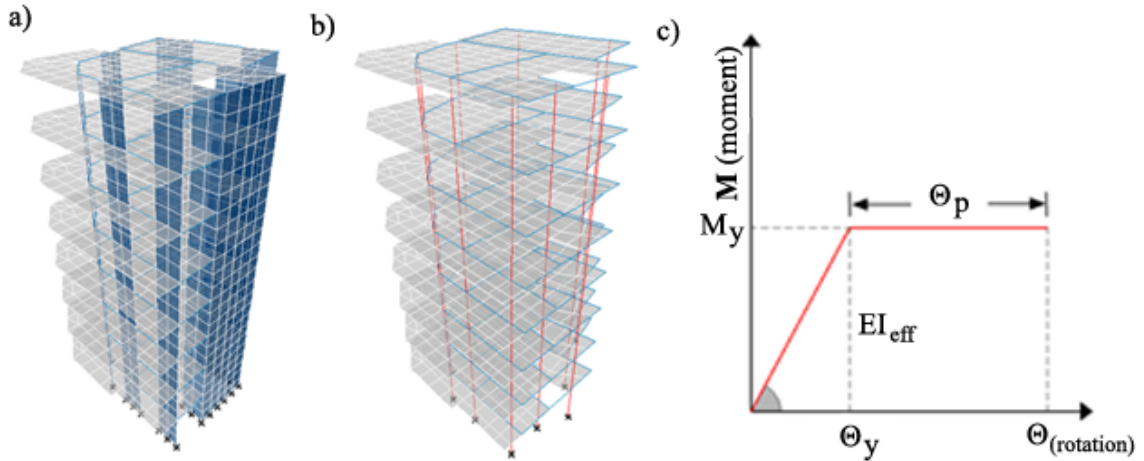 a)
b)
c)
M (moment)
Θp
My
EIeff
Θy
Θ(rotation)